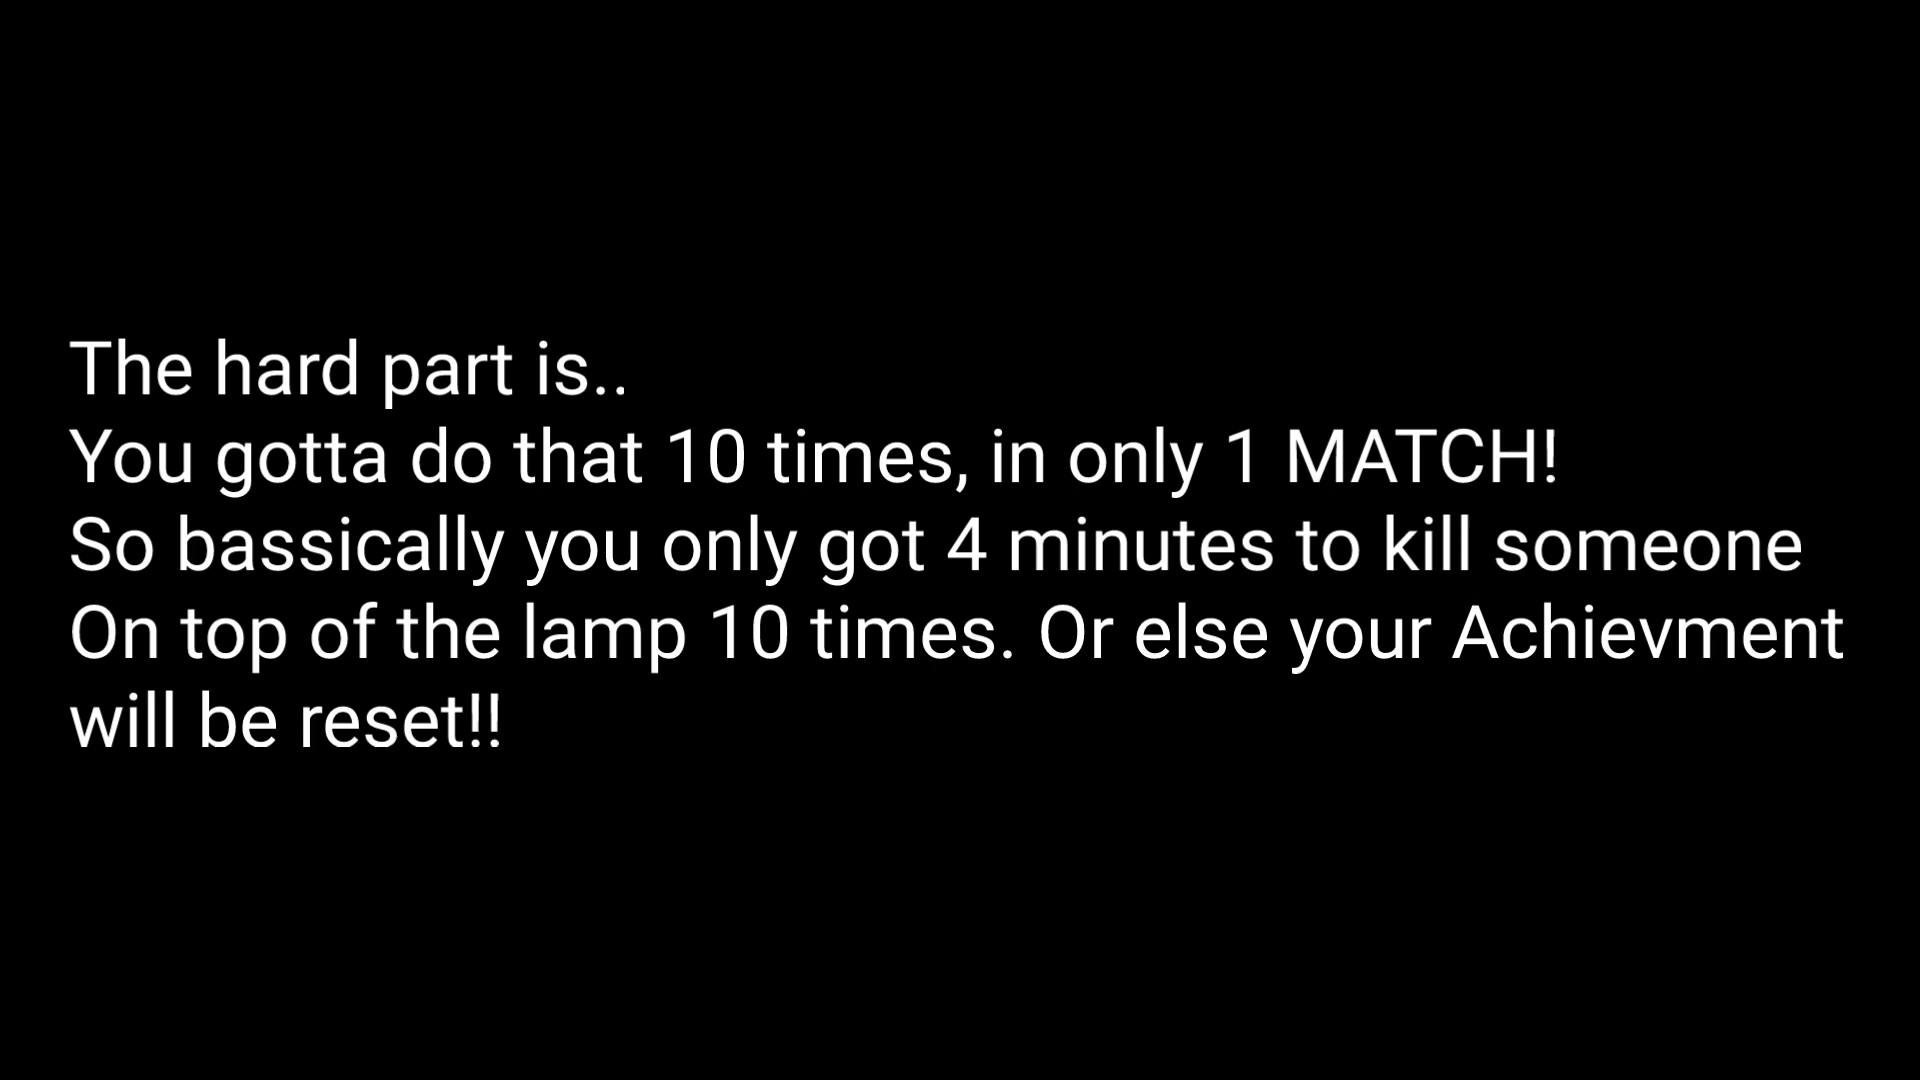 The hard part is..
You gotta do that 10 times, in only 1 MATCH!
So bassically you only got 4 minutes to kill someone
On top of the lamp 10 times. Or else your Achievment
will be reset!!